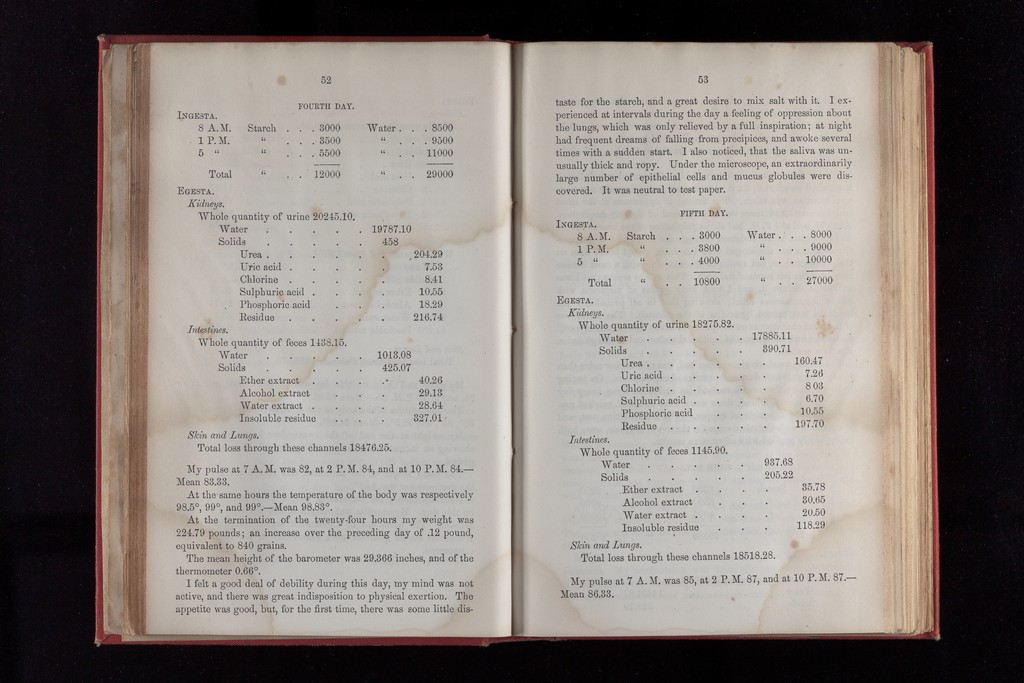 52
FOURTH DAY.
INGESTA.
8 A.M. Starch . . . 3000 Water . . . 8500
1 P.M. " . . . 3500 " . . . 9500
5 " " . . . 5500 " . . 11000
Total " . . 12000 " . . 29000
EGESTA.
Kidneys.
Whole quantity of urine 20245.10.
Water . . . . . 19787.10
Solids . . . . . 458
Urea . . . . . 204.29
Uric acid . . . . 7.53
Chlorine . . . . 8.41
Sulphuric acid . . . . 10.55
Phosphoric acid . . . 18.29
Residue . . . . . 216.74
Intestines.
Whole quantity of feces 1438.15.
Water . . . . . 1013.08
Solids . . . . . 425.07
Ether extract . . . . 40.26
Alcohol extract . . . 29.13
Water extract . . . . 28.64
Insoluble residue . . . 327.01
Skin and Lungs.
Total loss through these channels 18476.25.
My pulse at 7 A.M. was 82, at 2 P.M. 84, and at 10 P.M. 84.—
Mean 83.33.
At the same hours the temperature of the body was respectively
98.5°, 99°, and 99°.—Mean 98.83°.
At the termination of the twenty-four hours my weight was
224.79 pounds; an increase over the preceding day of .12 pound,
equivalent to 840 grains.
The mean height of the barometer was 29.366 inches, and of the
thermometer 0.66°.
I felt a good deal of debility during this day, my mind was not
active, and there was great indisposition to physical exertion. The
appetite was good, but, for the first time, there was some little dis-
53
taste for the starch, and a great desire to mix salt with it. I ex-
perienced at intervals during the day a feeling of oppression about
the lungs, which was only relieved by a full inspiration; at night
had frequent dreams of falling from precipices, and awoke several
times with a sudden start. I also noticed, that the saliva was un-
usually thick and ropy. Under the microscope, an extraordinarily
large number of epithelial cells and mucus globules were dis-
covered. It was neutral to test paper.
FIFTH DAY.
INGESTA.
8 A.M. Starch . . . 3000 Water . . . 8000
1 P.M. " . . . 3800 " . . . 9000
5 " " . . . 4000 " . . 10000
Total " . . 10800 " . . 27000
EGESTA.
Kidneys.
Whole quantity of urine 18275.82.
Water . . . . . 17885.11
Solids . . . . . 390.71
Urea . . . . . 160.47
Uric acid . . . . 7.26
Chlorine . . . . 8 03
Sulphuric acid . . . . 6.70
Phosphoric acid . . . 10.55
Residue . . . . . 197.70
Intestines.
Whole quantity of feces 1145.90.
Water . . . . . 937.68
Solids . . . . . 205.22
Ether extract . . . . 35.78
Alcohol extract . . . 30.65
Water extract . . . . 20.50
Insoluble residue . . . 118.29
Skin and Lungs.
Total loss through these channels 18518.28.
My pulse at 7 A.M. was 85, at 2 P.M. 87, and at 10 P.M. 87.—
Mean 86.33.